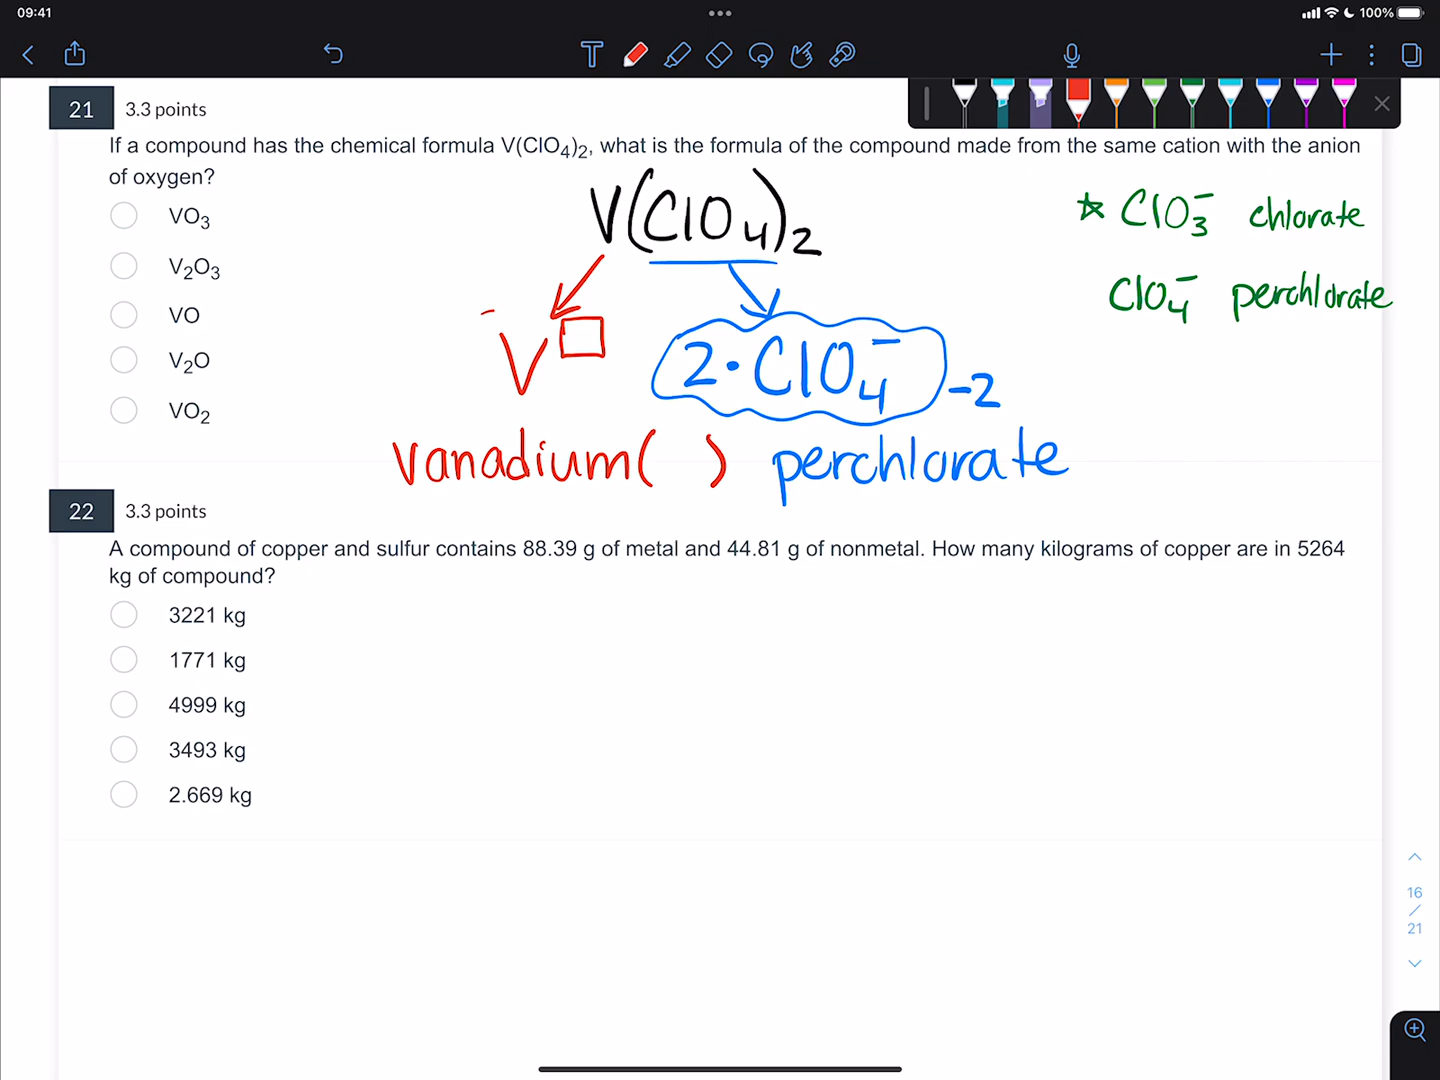 09:41
100%
21 3.3 points
If a compound has the chemical formula V(ClO₄)₂, what is the formula of the compound made from the same cation with the anion
of oxygen?
VO₃
V₂O₃
VO
V₂O
VO₂
V(ClO₄)₂
★ ClO₃⁻ chlorate
ClO₄⁻ perchlorate
V□ 2·ClO₄⁻ -2
vanadium( ) perchlorate
22 3.3 points
A compound of copper and sulfur contains 88.39 g of metal and 44.81 g of nonmetal. How many kilograms of copper are in 5264
kg of compound?
3221 kg
1771 kg
4999 kg
3493 kg
2.669 kg
16
/
21